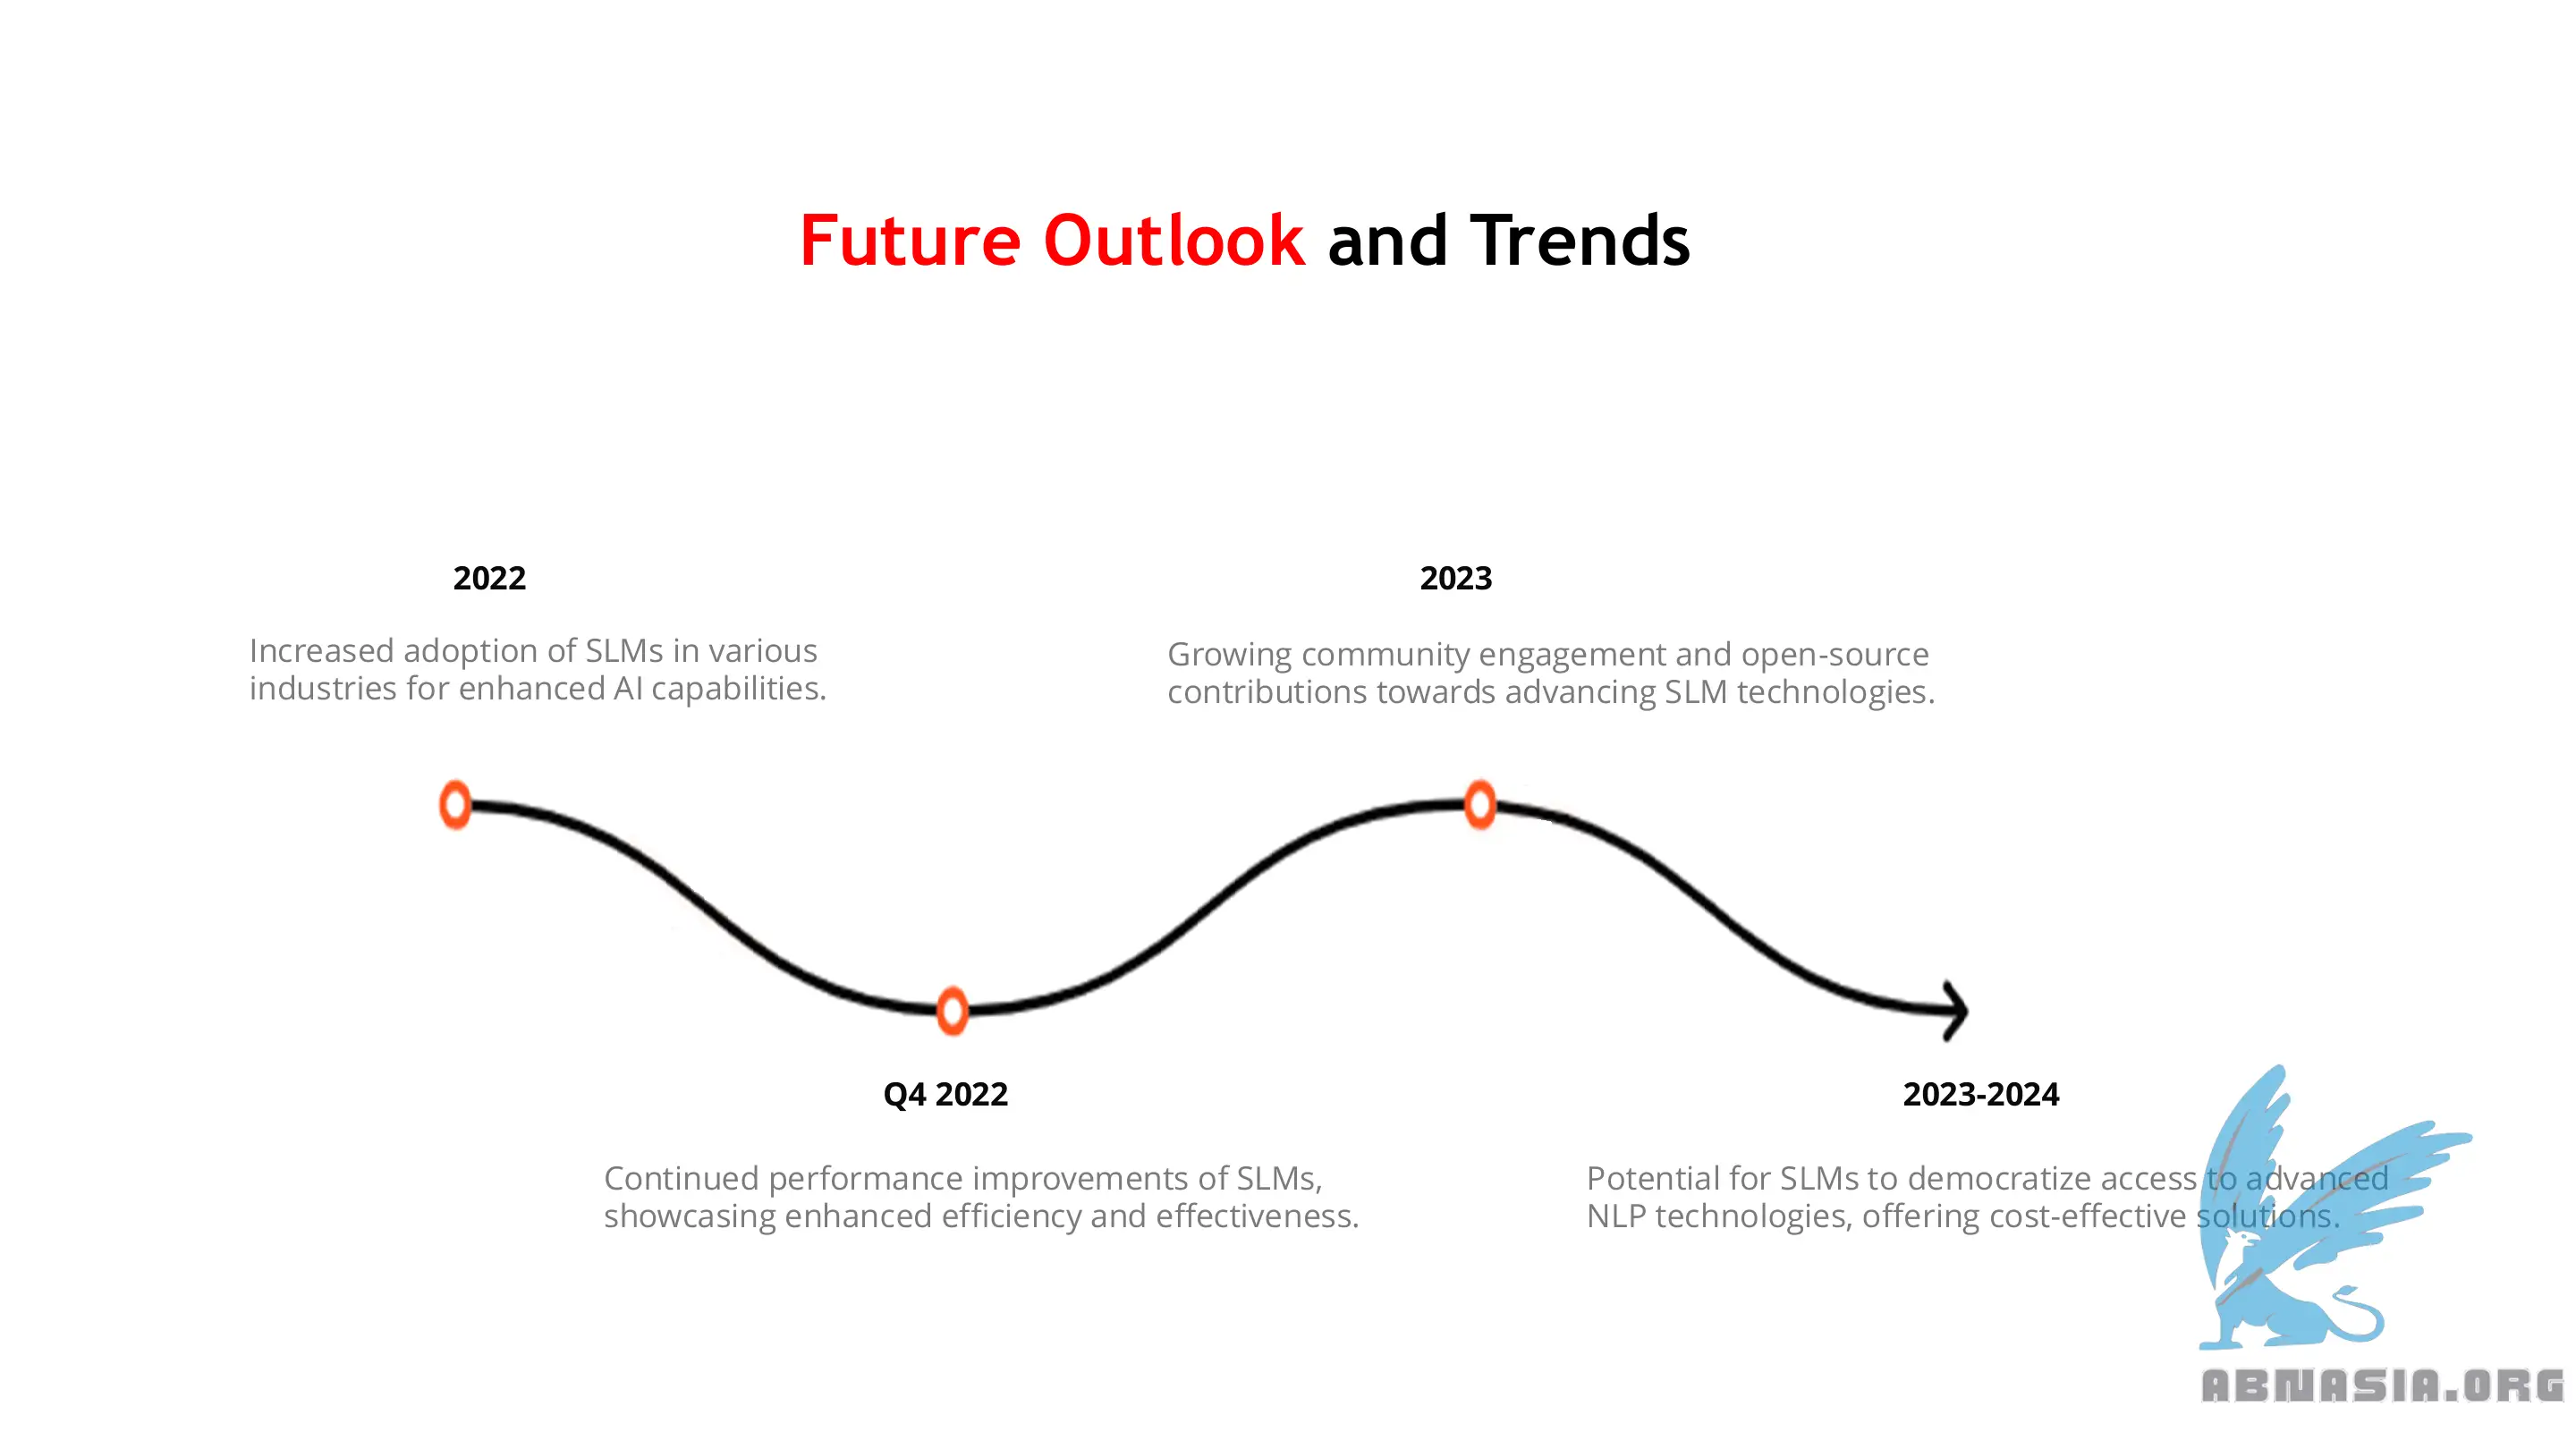 Future Outlook and Trends
2022
Increased adoption of SLMs in various
industries for enhanced AI capabilities.
2023
Growing community engagement and open-source
contributions towards advancing SLM technologies.
Q4 2022
Continued performance improvements of SLMs,
showcasing enhanced efficiency and effectiveness.
2023-2024
Potential for SLMs to democratize access to advanced
NLP technologies, offering cost-effective solutions.
ABNASIA.ORG